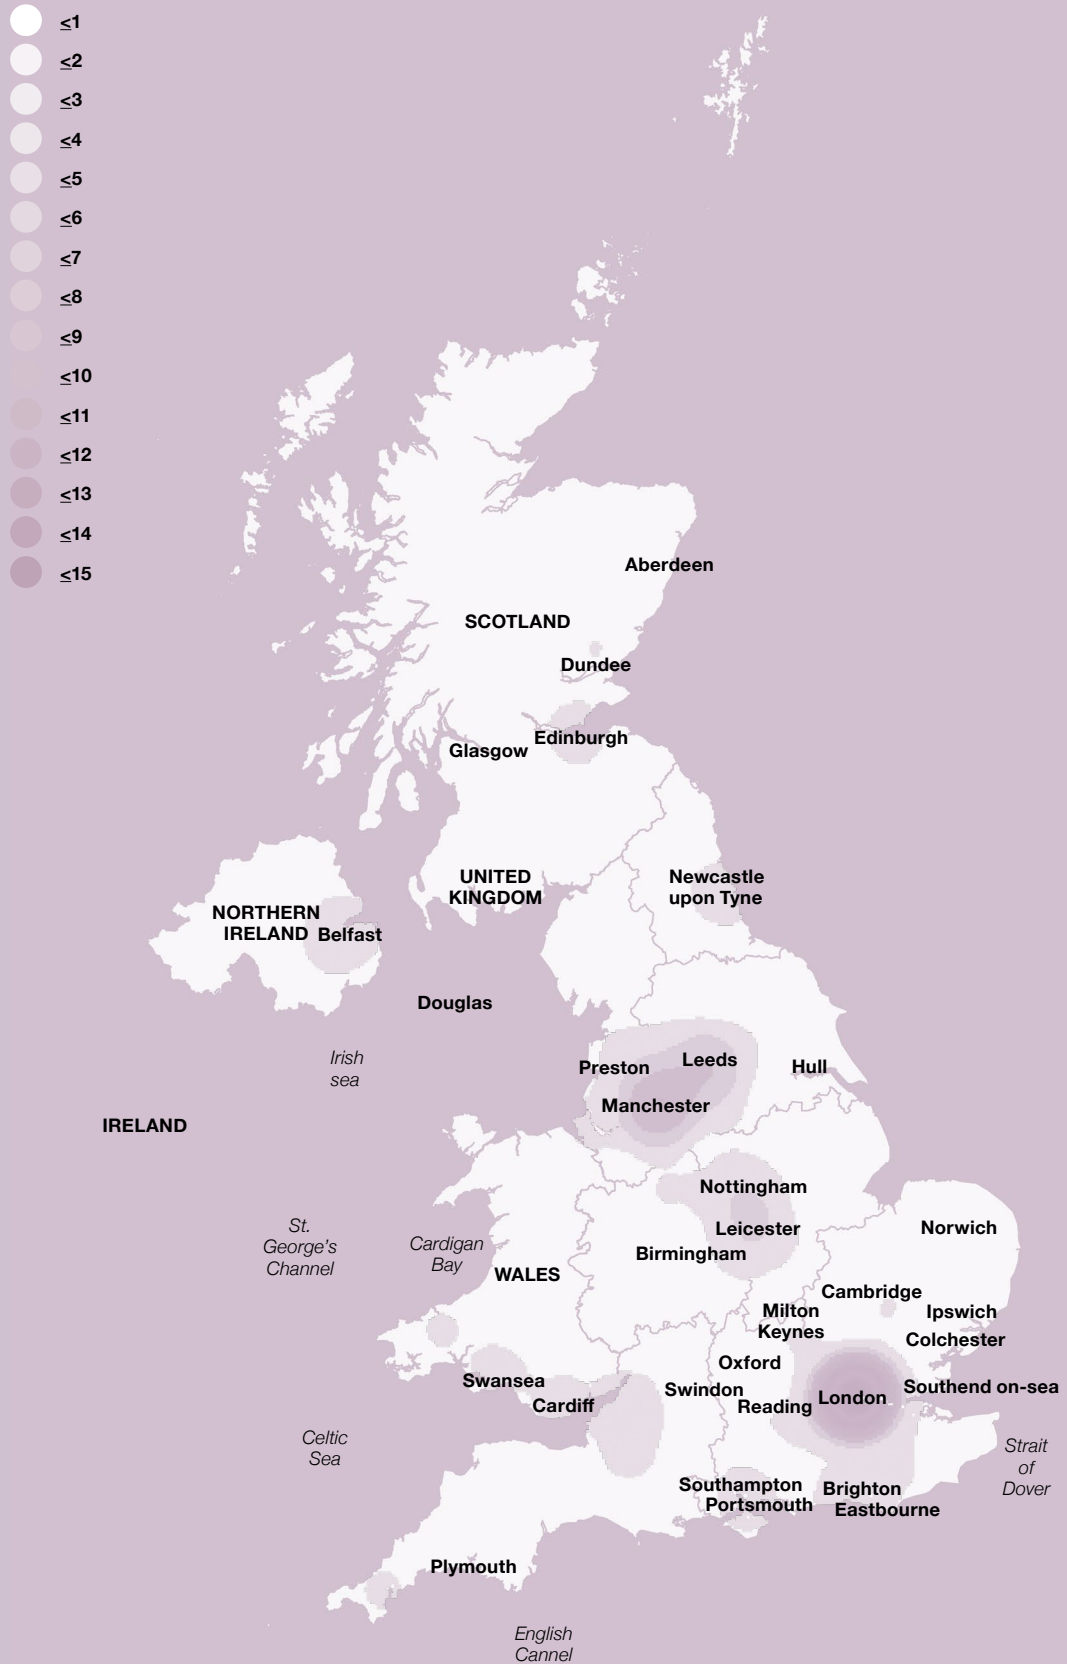 ≤1
≤2
≤3
≤4
≤5
≤6
≤7
≤8
≤9
≤10
≤11
≤12
≤13
≤14
≤15
Aberdeen
SCOTLAND
Dundee
Edinburgh
Glasgow
UNITED
KINGDOM
Newcastle
upon Tyne
NORTHERN
IRELAND
Belfast
Douglas
Irish
sea
Preston
Leeds
Hull
Manchester
IRELAND
Nottingham
Leicester
Birmingham
Norwich
St.
George's
Channel
Cardigan
Bay
WALES
Cambridge
Milton
Keynes
Ipswich
Colchester
Oxford
Swansea
Cardiff
Swindon
Reading
London
Southend on-sea
Celtic
Sea
Strait
of
Dover
Southampton
Portsmouth
Brighton
Eastbourne
Plymouth
English
Cannel